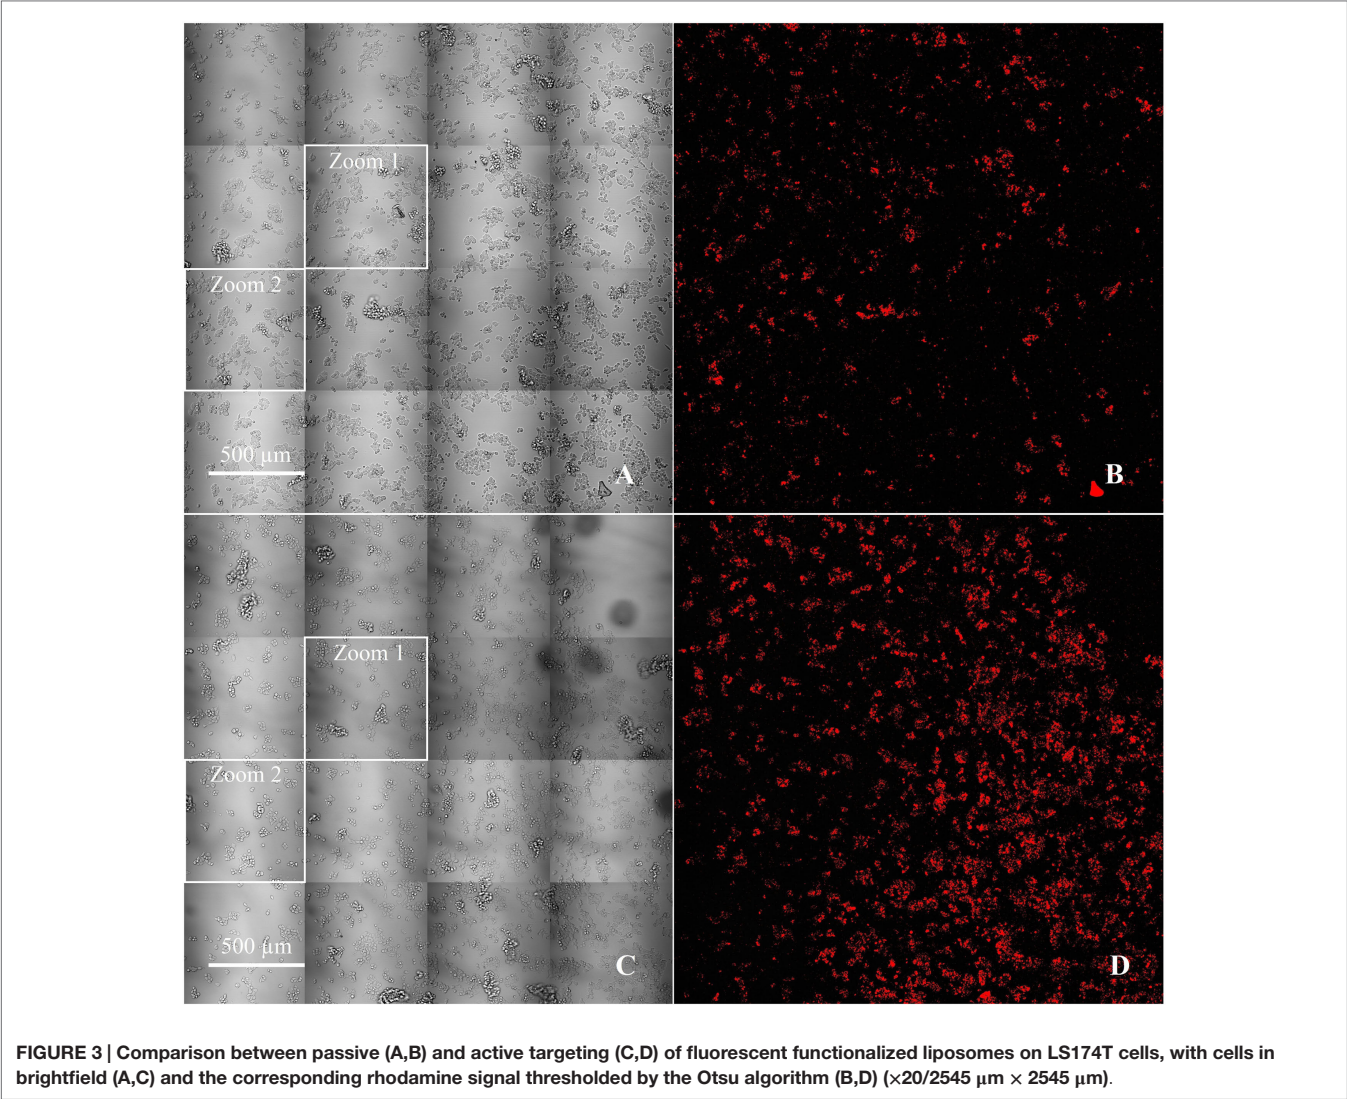 Zoom 1
Zoom 2
500 µm
A
B
Zoom 1
Zoom 2
500 µm
C
D
FIGURE 3 | Comparison between passive (A,B) and active targeting (C,D) of fluorescent functionalized liposomes on LS174T cells, with cells in
brightfield (A,C) and the corresponding rhodamine signal thresholded by the Otsu algorithm (B,D) (×20/2545 µm × 2545 µm).